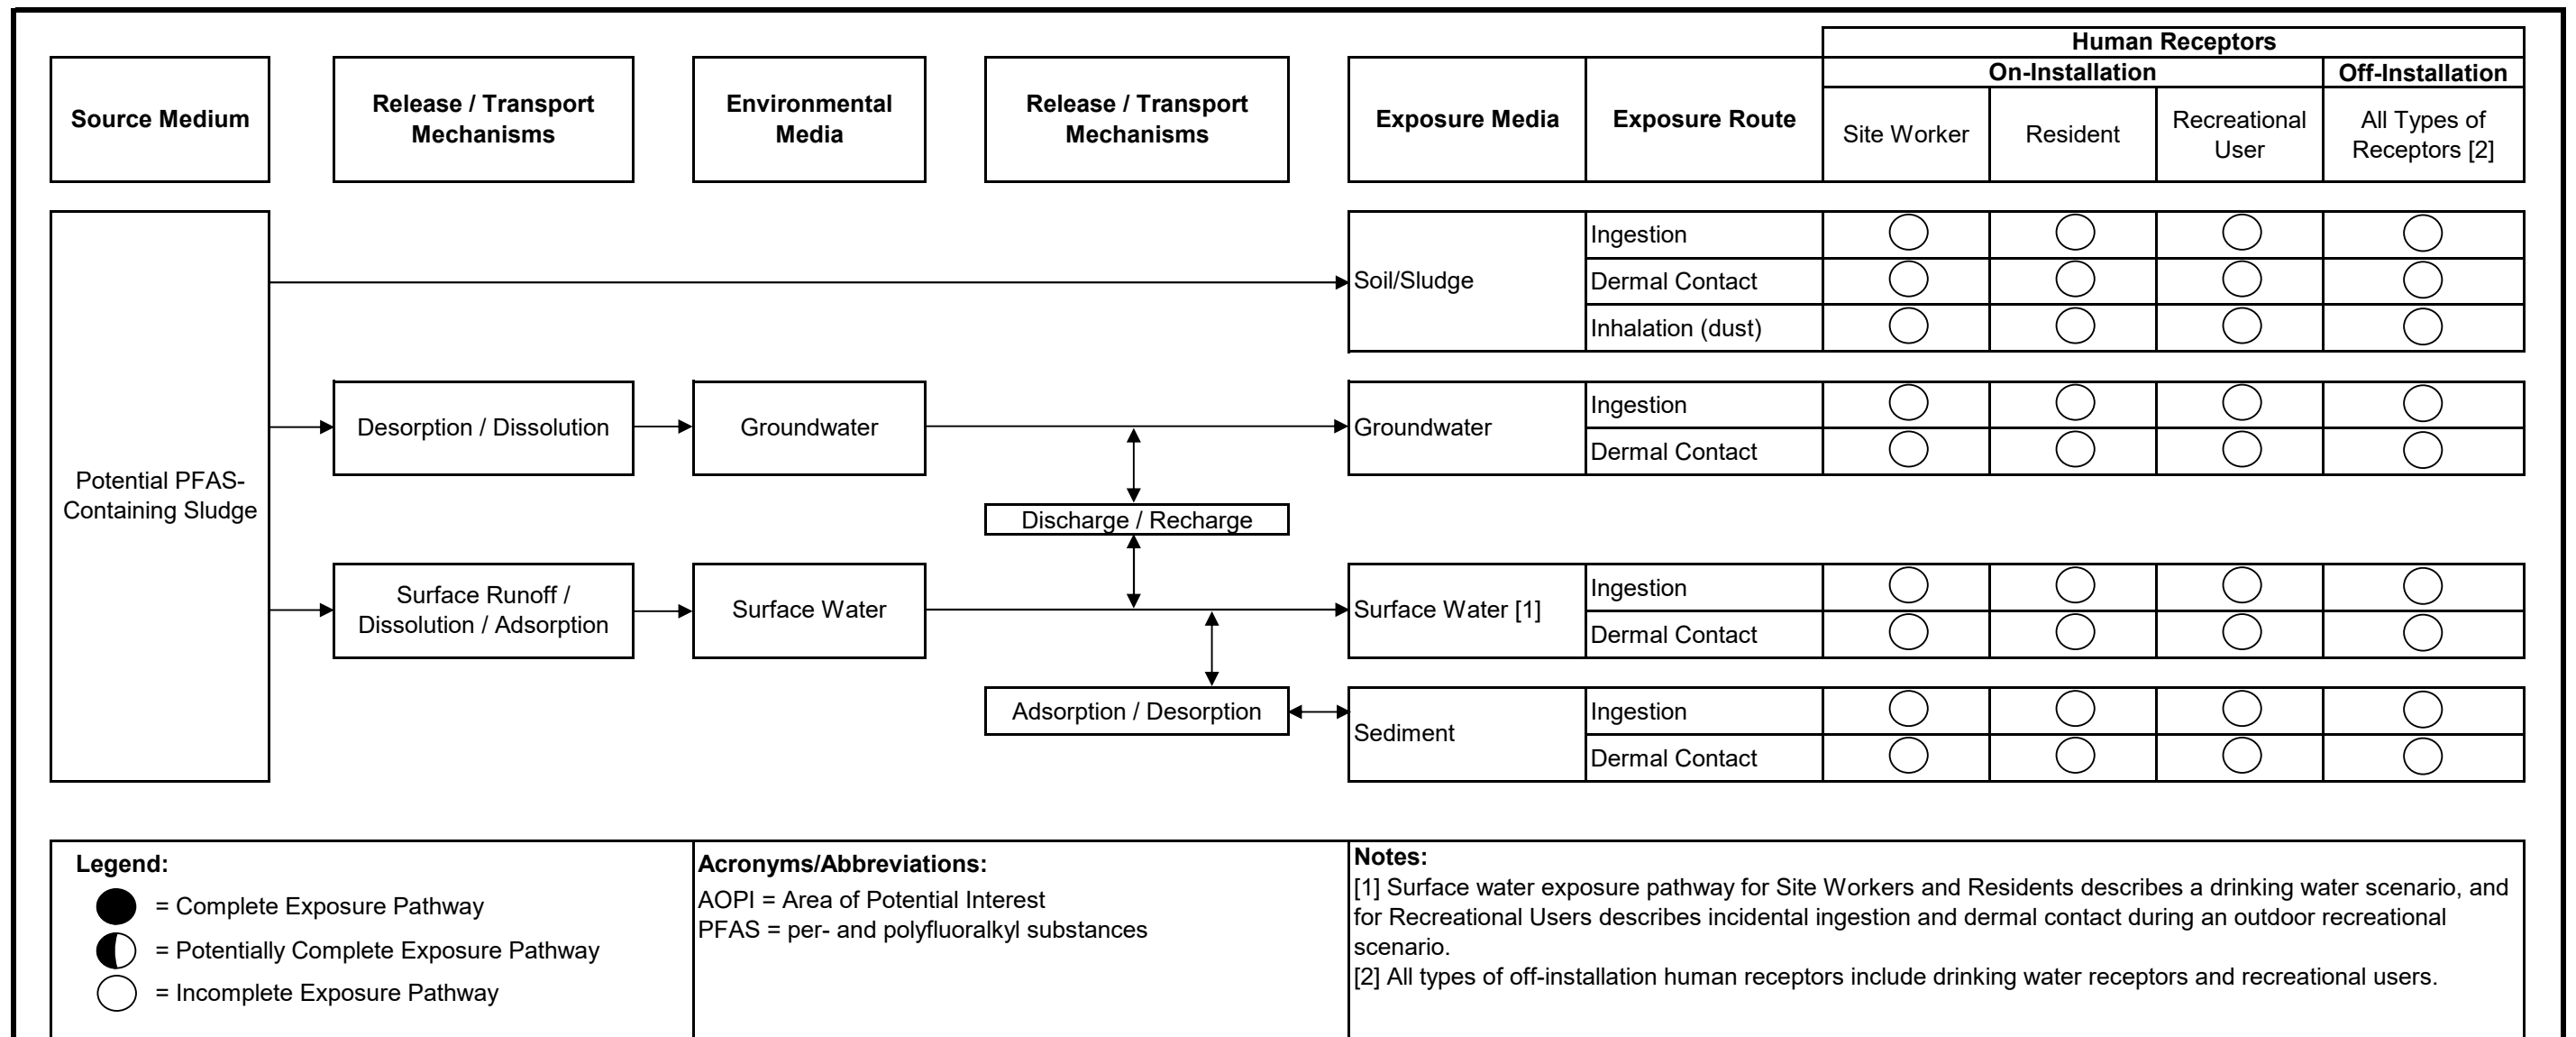 Human Receptors
On-Installation
Off-Installation
Source Medium
Release / Transport
Mechanisms
Environmental
Media
Release / Transport
Mechanisms
Exposure Media
Exposure Route
Site Worker
Resident
Recreational
User
All Types of
Receptors [2]
Potential PFAS-
Containing Sludge
Soil/Sludge
Ingestion
Dermal Contact
Inhalation (dust)
Desorption / Dissolution
Groundwater
Groundwater
Ingestion
Dermal Contact
Discharge / Recharge
Surface Runoff /
Dissolution / Adsorption
Surface Water
Surface Water [1]
Ingestion
Dermal Contact
Adsorption / Desorption
Sediment
Ingestion
Dermal Contact
Legend:
= Complete Exposure Pathway
= Potentially Complete Exposure Pathway
= Incomplete Exposure Pathway
Acronyms/Abbreviations:
AOPI = Area of Potential Interest
PFAS = per- and polyfluoralkyl substances
Notes:
[1] Surface water exposure pathway for Site Workers and Residents describes a drinking water scenario, and
for Recreational Users describes incidental ingestion and dermal contact during an outdoor recreational
scenario.
[2] All types of off-installation human receptors include drinking water receptors and recreational users.